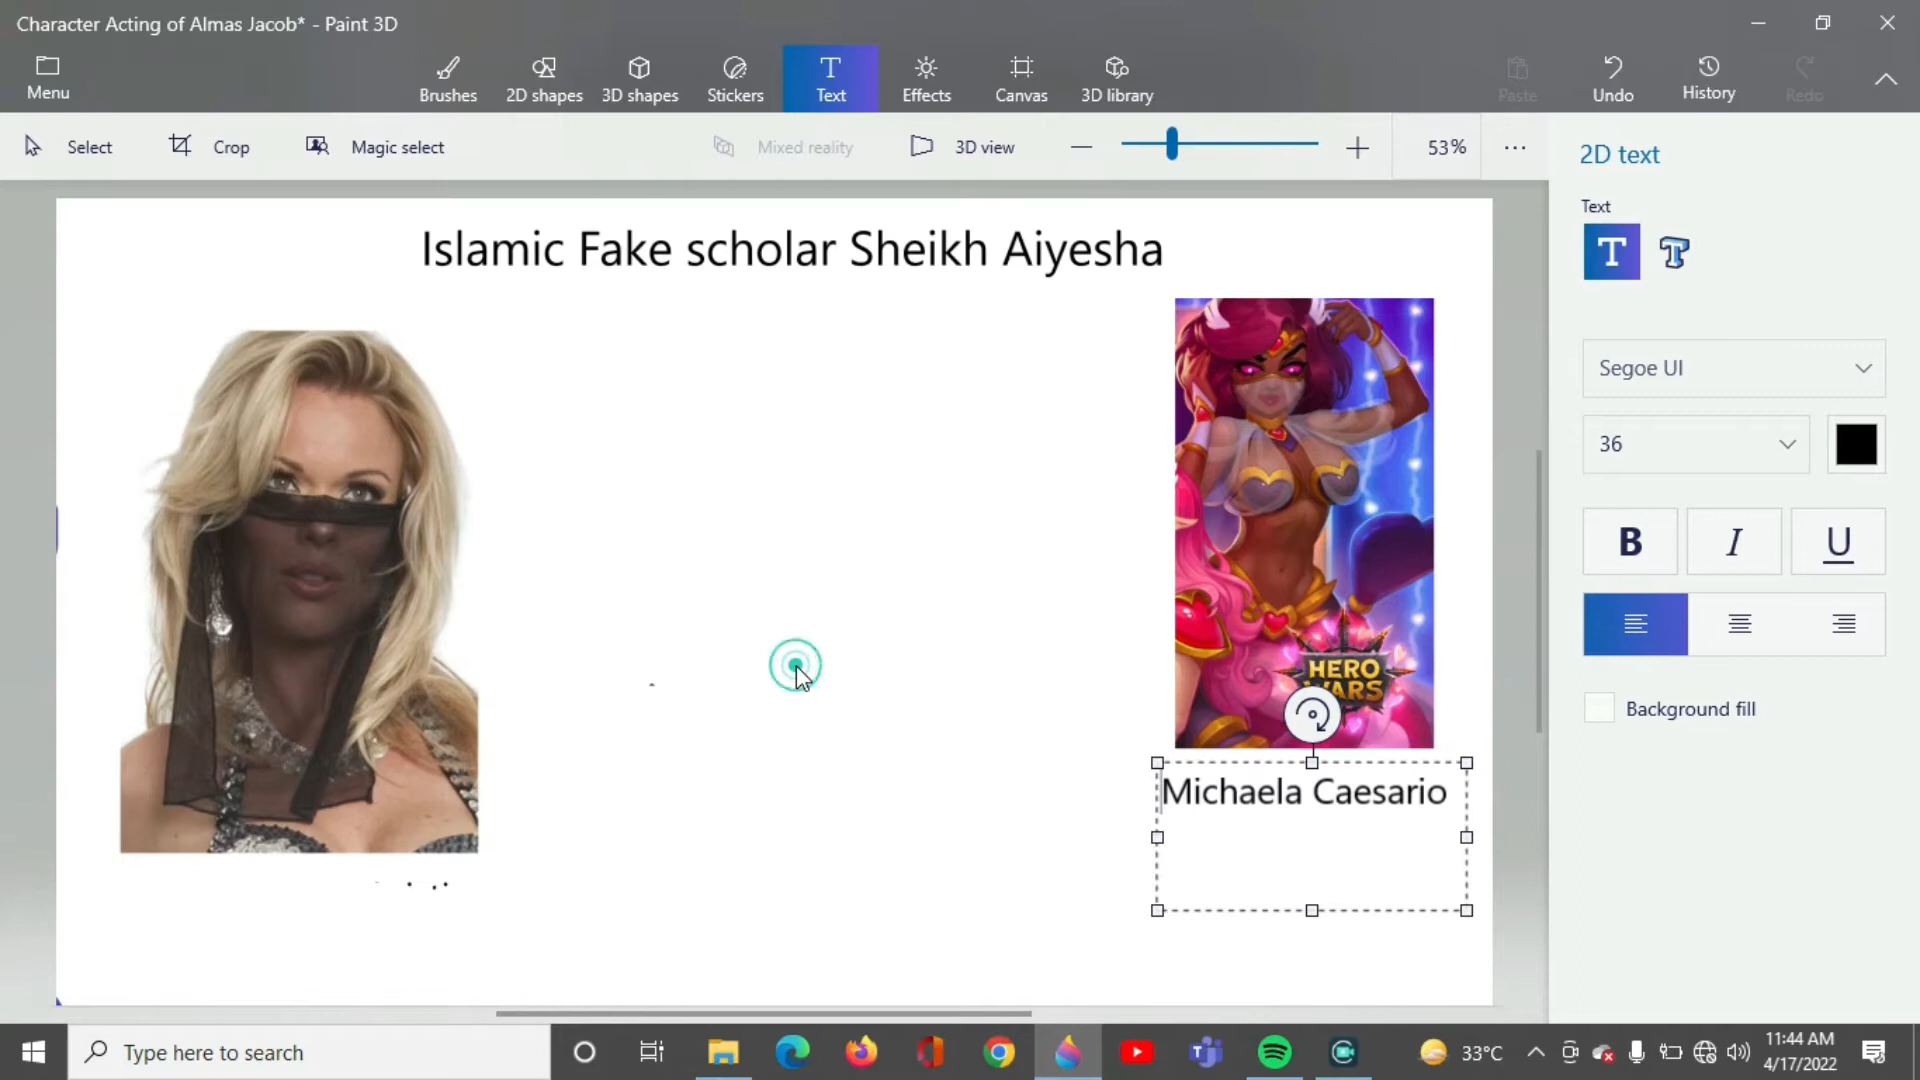 Character Acting of Almas Jacob* - Paint 3D
Menu
Brushes
2D shapes
3D shapes
Stickers
Text
Effects
Canvas
3D library
Paste
Undo
History
Redo
Select
Crop
Magic select
Mixed reality
3D view
53%
2D text
Text
Segoe UI
36
B I U
Background fill
Islamic Fake scholar Sheikh Aiyesha
HERO
WARS
Michaela Caesario
Type here to search
33°C
11:44 AM
4/17/2022